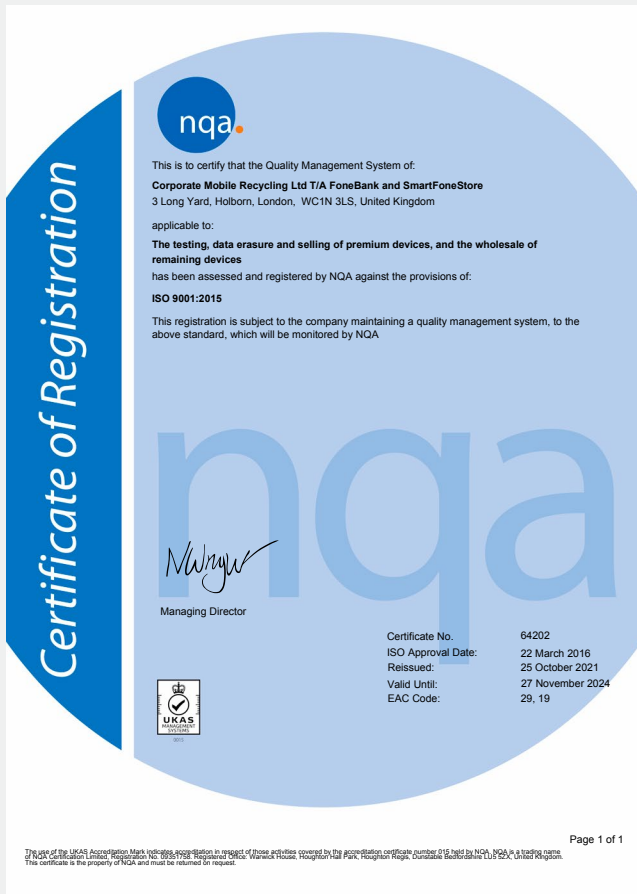 Certificate of Registration
nqa.
This is to certify that the Quality Management System of:
Corporate Mobile Recycling Ltd T/A FoneBank and SmartFoneStore
3 Long Yard, Holborn, London, WC1N 3LS, United Kingdom
applicable to:
The testing, data erasure and selling of premium devices, and the wholesale of
remaining devices
has been assessed and registered by NQA against the provisions of:
ISO 9001:2015
This registration is subject to the company maintaining a quality management system, to the
above standard, which will be monitored by NQA
nqa
Managing Director
Certificate No. 64202
ISO Approval Date: 22 March 2016
Reissued: 25 October 2021
Valid Until: 27 November 2024
EAC Code: 29, 19
UKAS
MANAGEMENT
SYSTEMS
Page 1 of 1
The use of the UKAS Accreditation Mark indicates accreditation in respect of those activities covered by the accreditation certificate number 015 held by NQA. NQA is a trading name
of NQA Certification Limited, Registration No. 09351758. Registered Office: Warwick House, Houghton Hall Park, Houghton Regis, Dunstable Bedfordshire LU5 5ZX, United Kingdom.
This certificate is the property of NQA and must be returned on request.